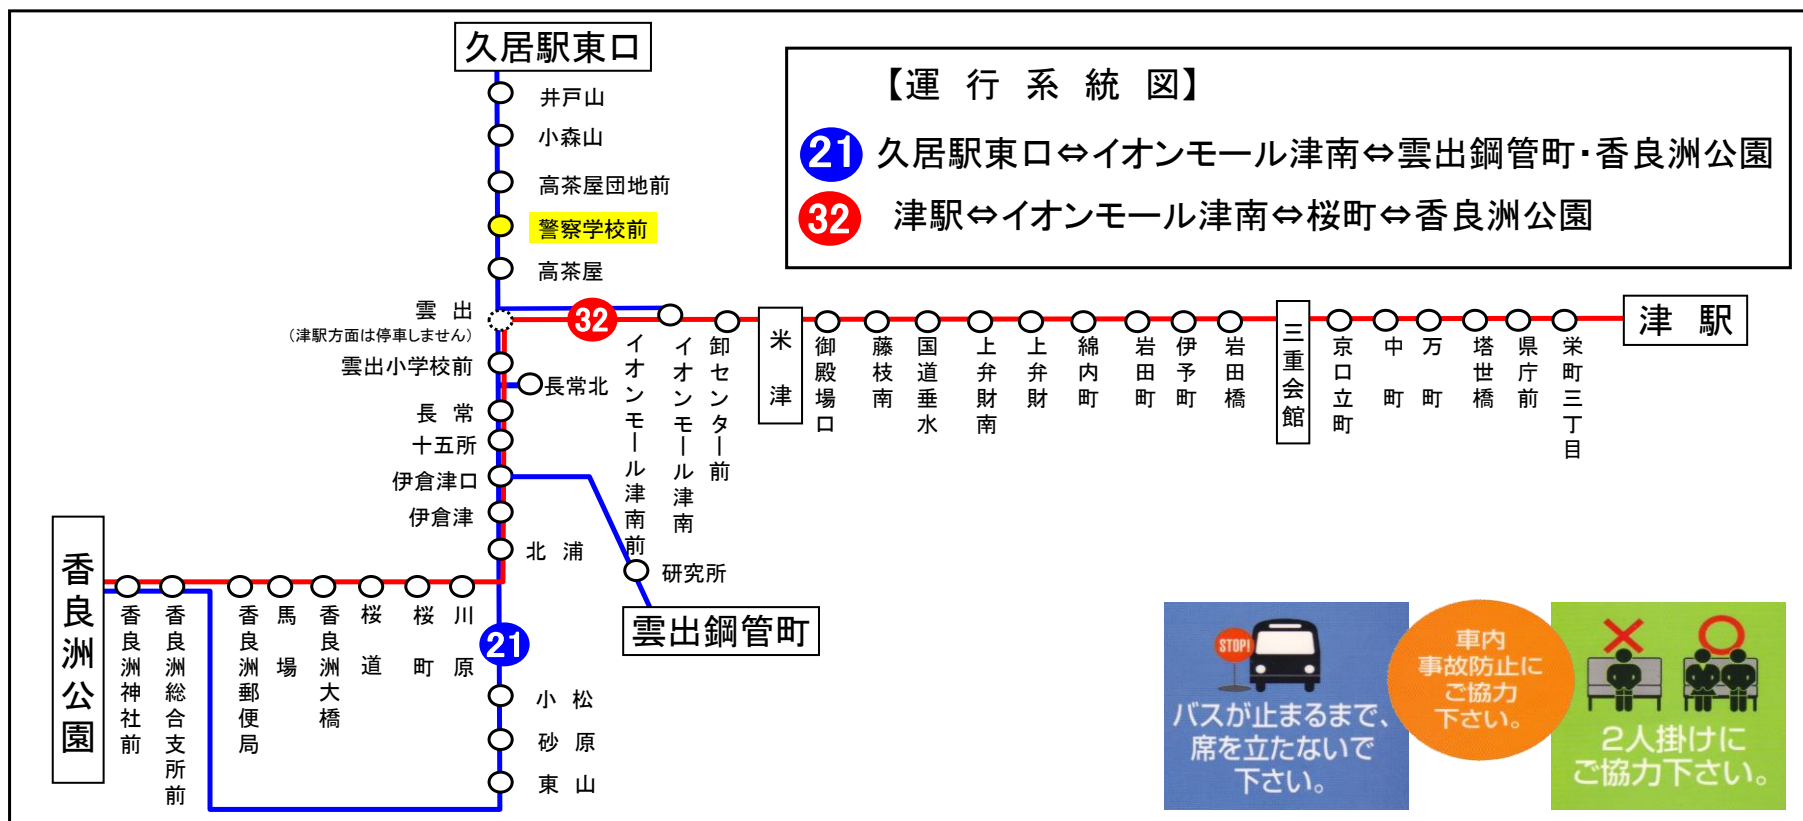 久居駅東口
井戸山
小森山
高茶屋団地前
警察学校前
高茶屋
雲 出
(津駅方面は停車しません)
雲出小学校前
長常北
長 常
十五所
伊倉津口
伊倉津
北 浦
【運 行 系 統 図】
21 久居駅東口⇔イオンモール津南⇔雲出鋼管町・香良洲公園
32 津駅⇔イオンモール津南⇔桜町⇔香良洲公園
32
イオンモール津南前
イオンモール津南
卸センター前
米津
御殿場口
藤枝南
国道垂水
上弁財南
上弁財
綿内町
岩田町
伊予町
岩田橋
三重会館
京口立町
中町
万町
塔世橋
県庁前
栄町三丁目
津 駅
研究所
雲出鋼管町
香良洲公園
香良洲神社前
香良洲総合支所前
香良洲郵便局
馬場
香良洲大橋
桜道
桜町
川原
21
小 松
砂 原
東 山
STOP!
バスが止まるまで、
席を立たないで
下さい。
車内
事故防止に
ご協力
下さい。
2人掛けに
ご協力下さい。